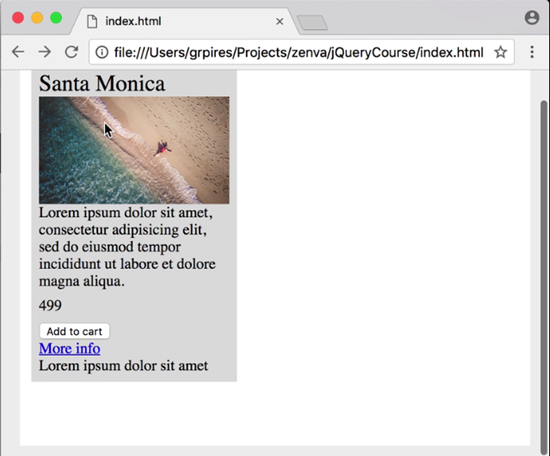 index.html
file:///Users/grpires/Projects/zenva/jQueryCourse/index.html
Santa Monica
Lorem ipsum dolor sit amet,
consectetur adipisicing elit,
sed do eiusmod tempor
incididunt ut labore et dolore
magna aliqua.
499
Add to cart
More info
Lorem ipsum dolor sit amet